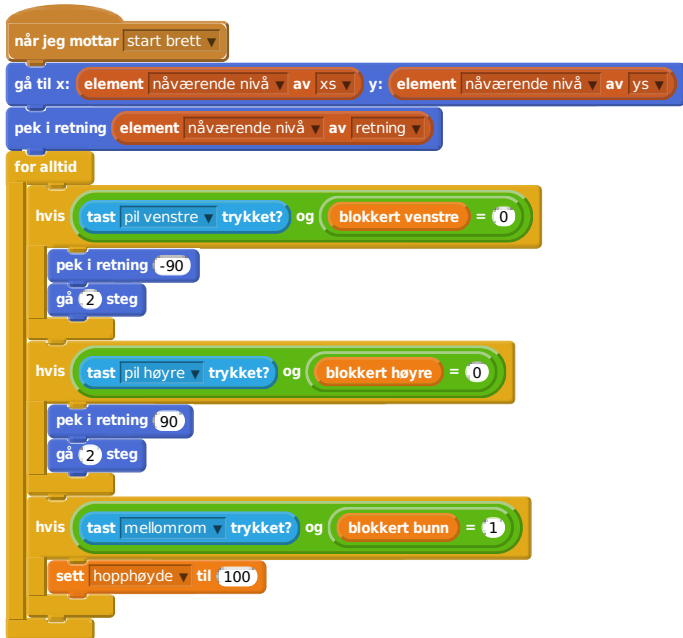 når jeg mottar start brett
gå til x: element nåværende nivå av xs y: element nåværende nivå av ys
pek i retning element nåværende nivå av retning
for alltid
hvis tast pil venstre trykket? og blokkert venstre = 0
pek i retning -90
gå 2 steg
hvis tast pil høyre trykket? og blokkert høyre = 0
pek i retning 90
gå 2 steg
hvis tast mellomrom trykket? og blokkert bunn = 1
sett hopphøyde til 100